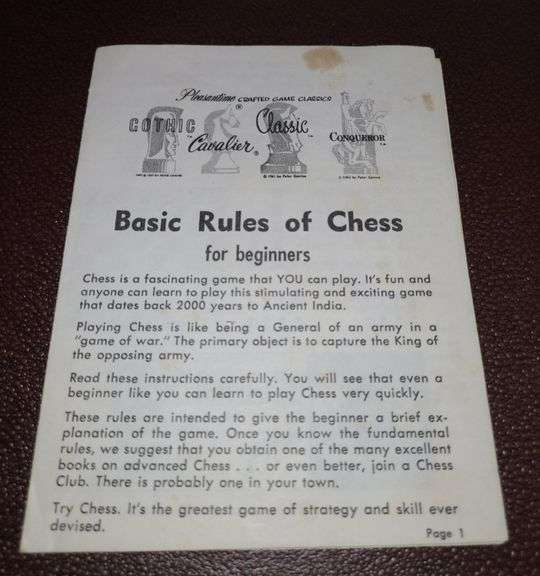 Pleasantime CRAFTED GAME CLASSICS
®
GOTHIC™ Cavalier® Classic™ CONQUEROR™
© 1961 by Peter Ganine
Basic Rules of Chess
for beginners
Chess is a fascinating game that YOU can play. It's fun and
anyone can learn to play this stimulating and exciting game
that dates back 2000 years to Ancient India.
Playing Chess is like being a General of an army in a
"game of war." The primary object is to capture the King of
the opposing army.
Read these instructions carefully. You will see that even a
beginner like you can learn to play Chess very quickly.
These rules are intended to give the beginner a brief ex-
planation of the game. Once you know the fundamental
rules, we suggest that you obtain one of the many excellent
books on advanced Chess . . . or even better, join a Chess
Club. There is probably one in your town.
Try Chess. It's the greatest game of strategy and skill ever
devised.
Page 1